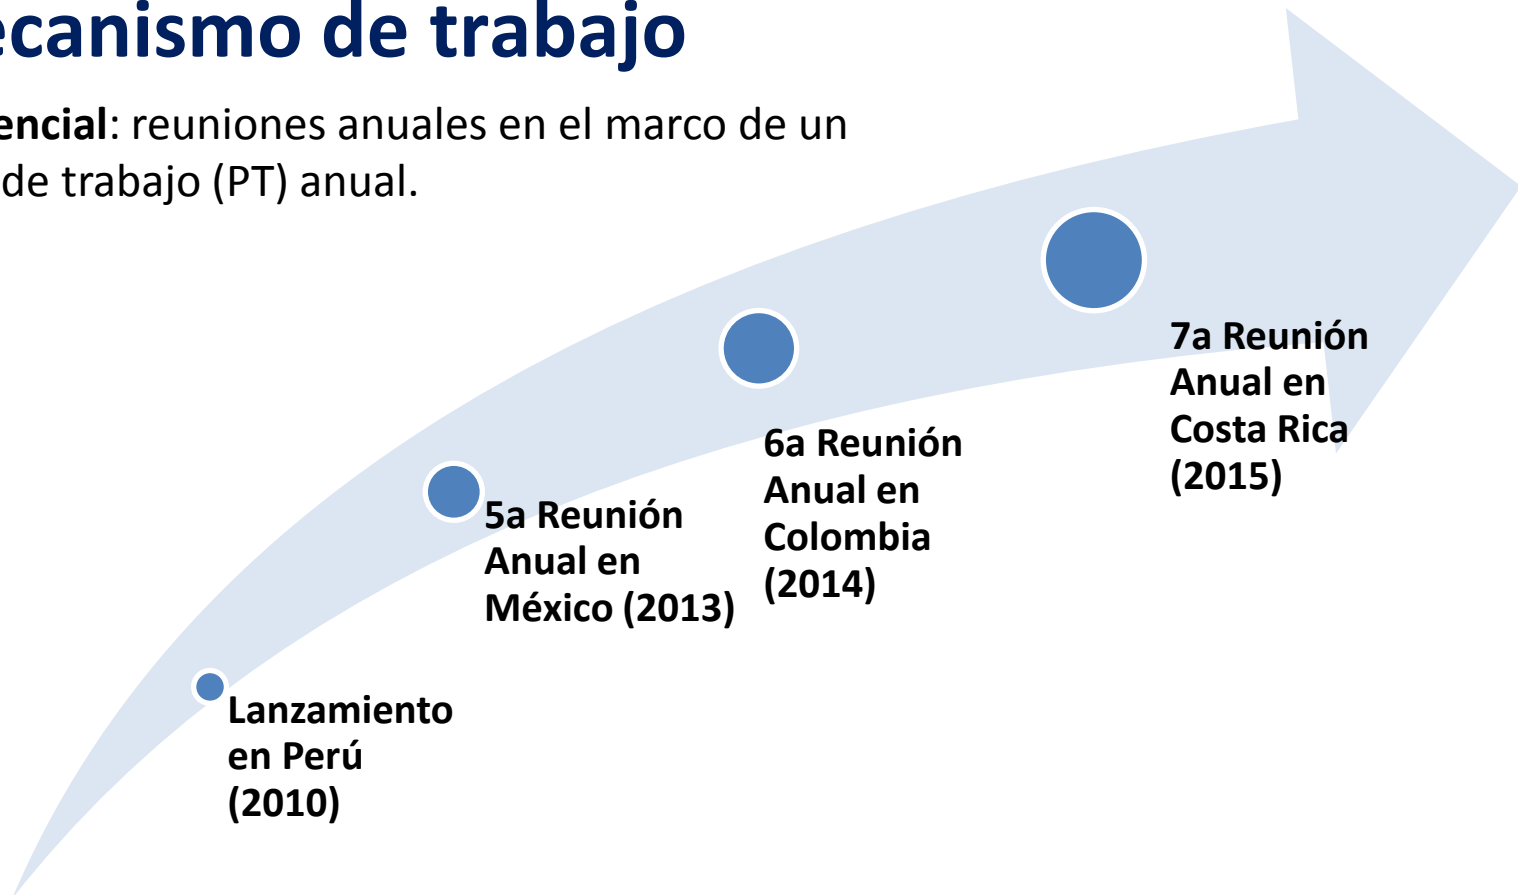 ecanismo de trabajo
encial: reuniones anuales en el marco de un
de trabajo (PT) anual.
7a Reunión
Anual en
Costa Rica
(2015)
6a Reunión
Anual en
Colombia
(2014)
5a Reunión
Anual en
México (2013)
Lanzamiento
en Perú
(2010)